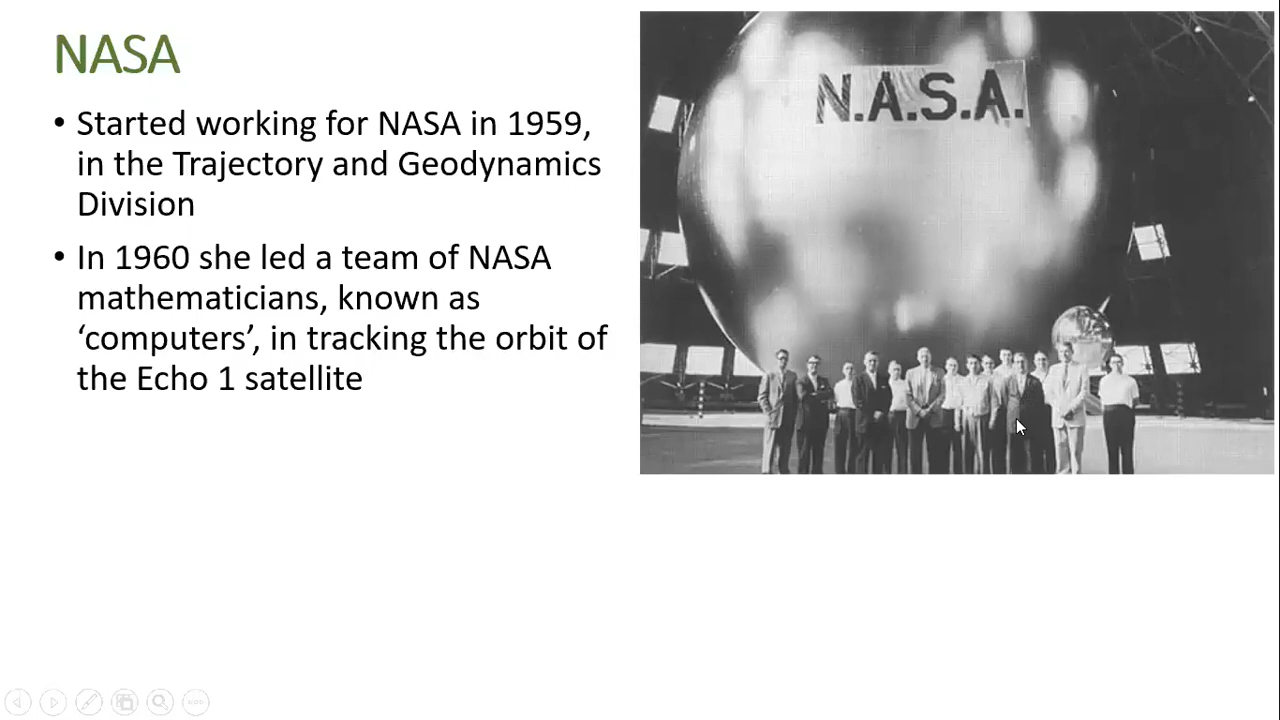 NASA
• Started working for NASA in 1959,
in the Trajectory and Geodynamics
Division
• In 1960 she led a team of NASA
mathematicians, known as
‘computers’, in tracking the orbit of
the Echo 1 satellite
N.A.S.A.